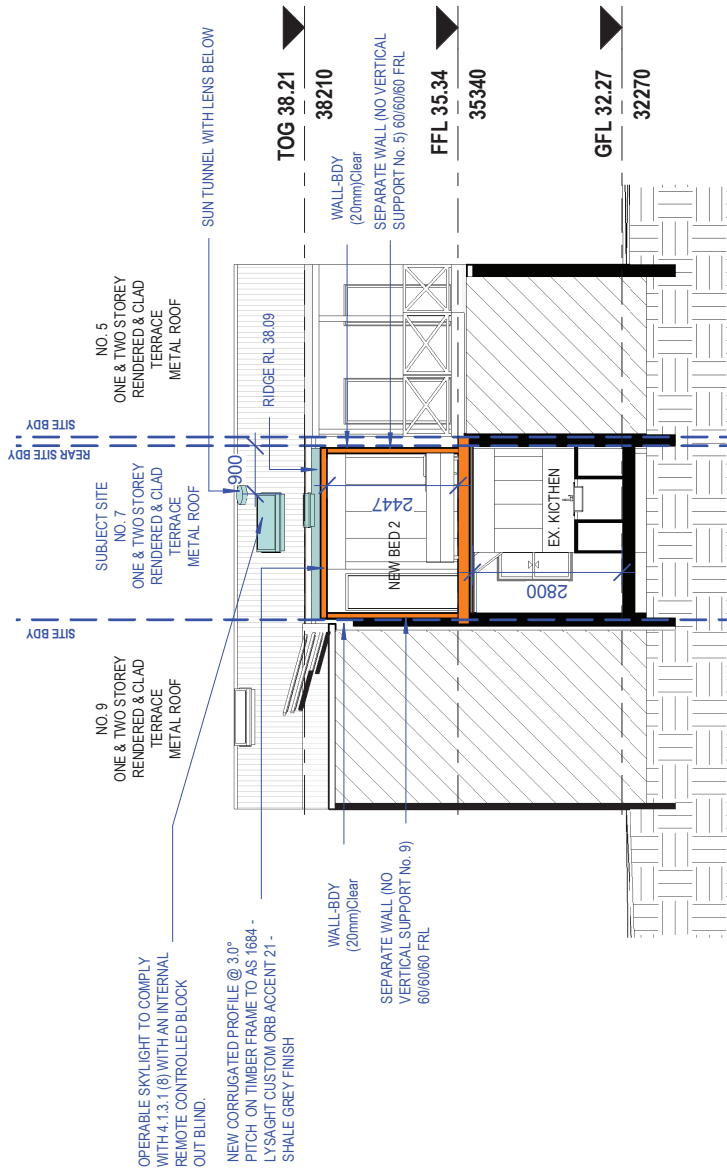 OPERABLE SKYLIGHT TO COMPLY
WITH 4.1.3.1 (8) WITH AN INTERNAL
REMOTE CONTROLLED BLOCK
OUT BLIND.
NEW CORRUGATED PROFILE @ 3.0°
PITCH ON TIMBER FRAME TO AS 1684 -
LYSAGHT CUSTOM ORB ACCENT 21 -
SHALE GREY FINISH
WALL-BDY
(20mm)Clear
SEPARATE WALL (NO
VERTICAL SUPPORT No. 9)
60/60/60 FRL
NO. 9
ONE & TWO STOREY
RENDERED & CLAD
TERRACE
METAL ROOF
SITE BDY
SUBJECT SITE
NO. 7
ONE & TWO STOREY
RENDERED & CLAD
TERRACE
METAL ROOF
REAR SITE BDY
SITE BDY
NO. 5
ONE & TWO STOREY
RENDERED & CLAD
TERRACE
METAL ROOF
900
RIDGE RL 38.09
SUN TUNNEL WITH LENS BELOW
NEW BED 2
2447
EX. KICTHEN
2800
WALL-BDY
(20mm)Clear
SEPARATE WALL (NO VERTICAL
SUPPORT No. 5) 60/60/60 FRL
TOG 38.21
38210
FFL 35.34
35340
GFL 32.27
32270